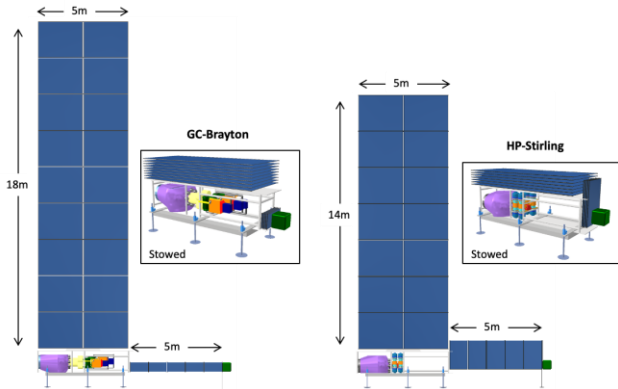 5m
GC-Brayton
18m
Stowed
5m
5m
HP-Stirling
14m
Stowed
5m